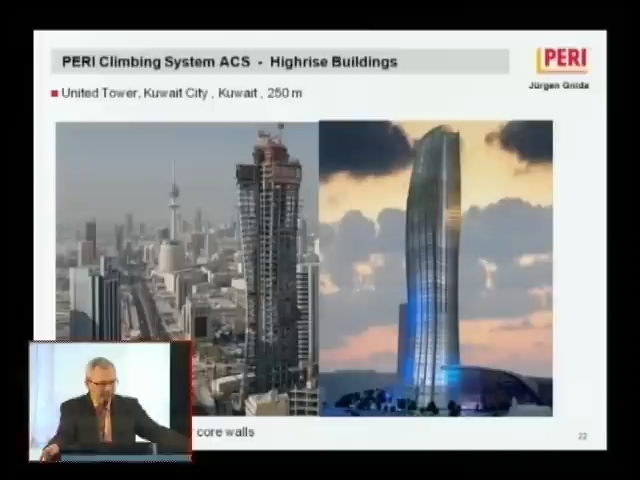 PERI Climbing System ACS - Highrise Buildings
PERI
Jürgen Gnida
United Tower, Kuwait City , Kuwait , 250 m
core walls
22